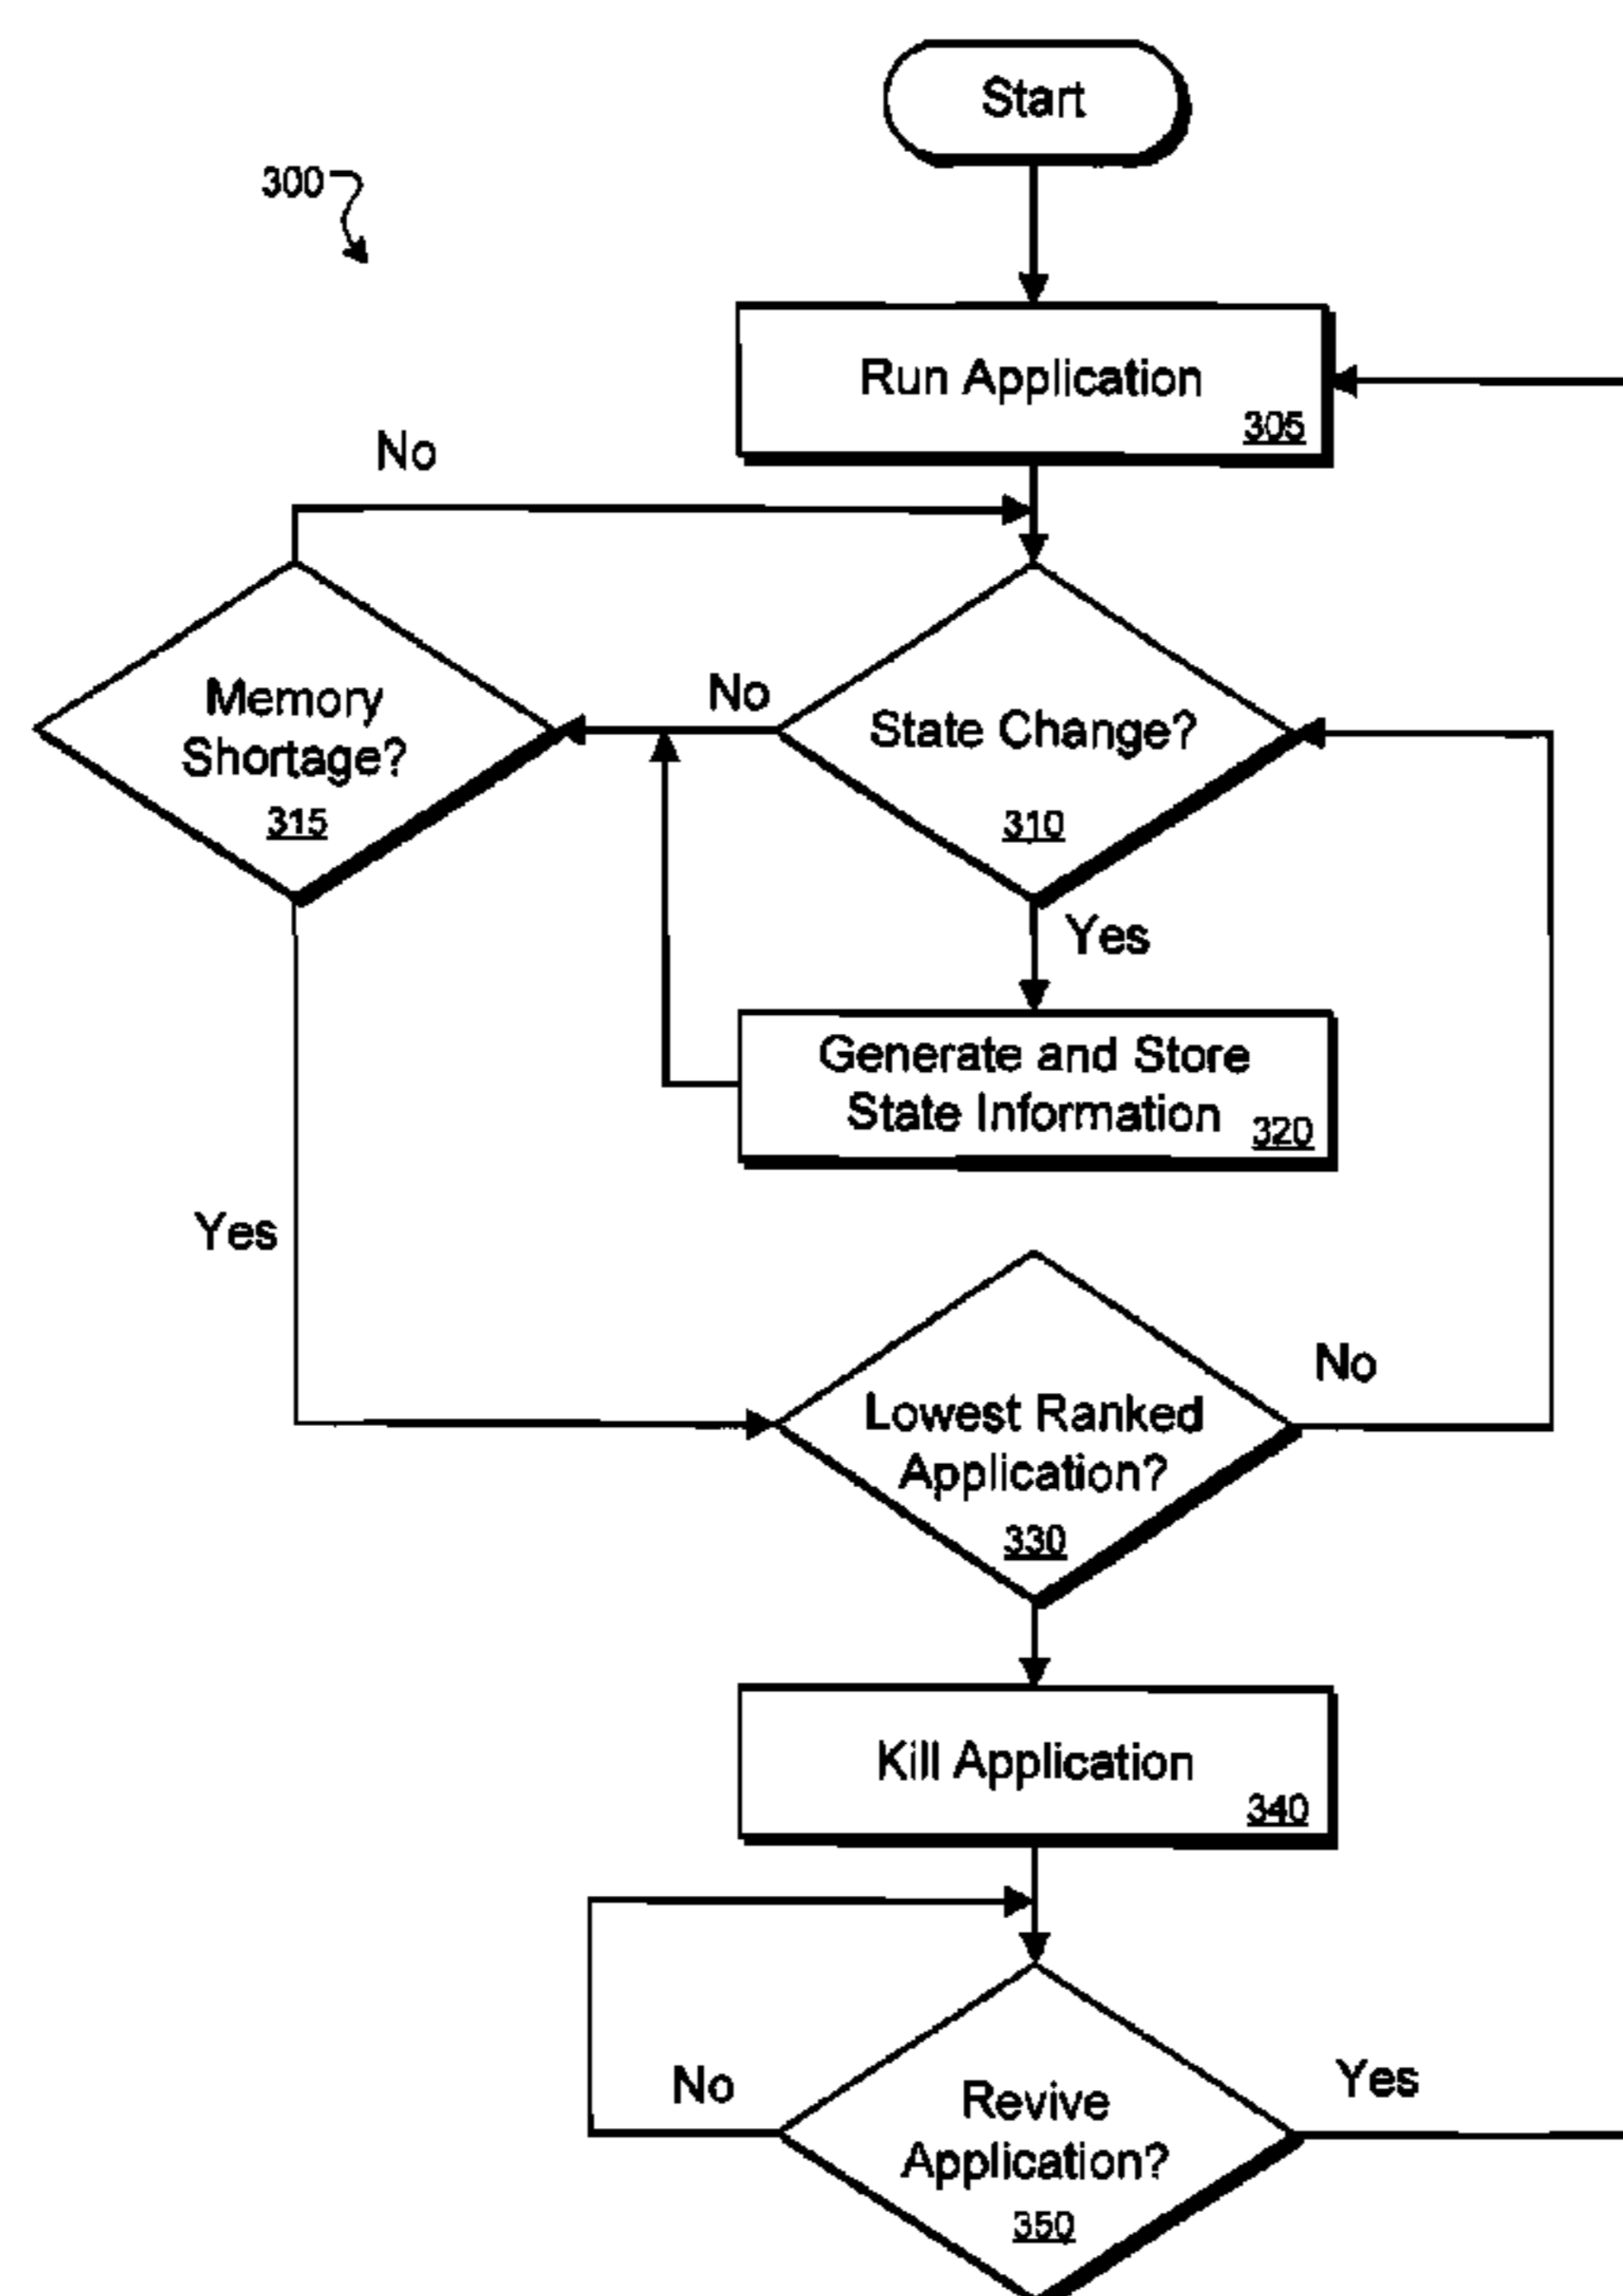 Start
300
Run Application
305
No
Memory
Shortage?
315
No
State Change?
310
Yes
Generate and Store
State Information
320
Yes
Lowest Ranked
Application?
330
No
Kill Application
340
No
Revive
Application?
350
Yes